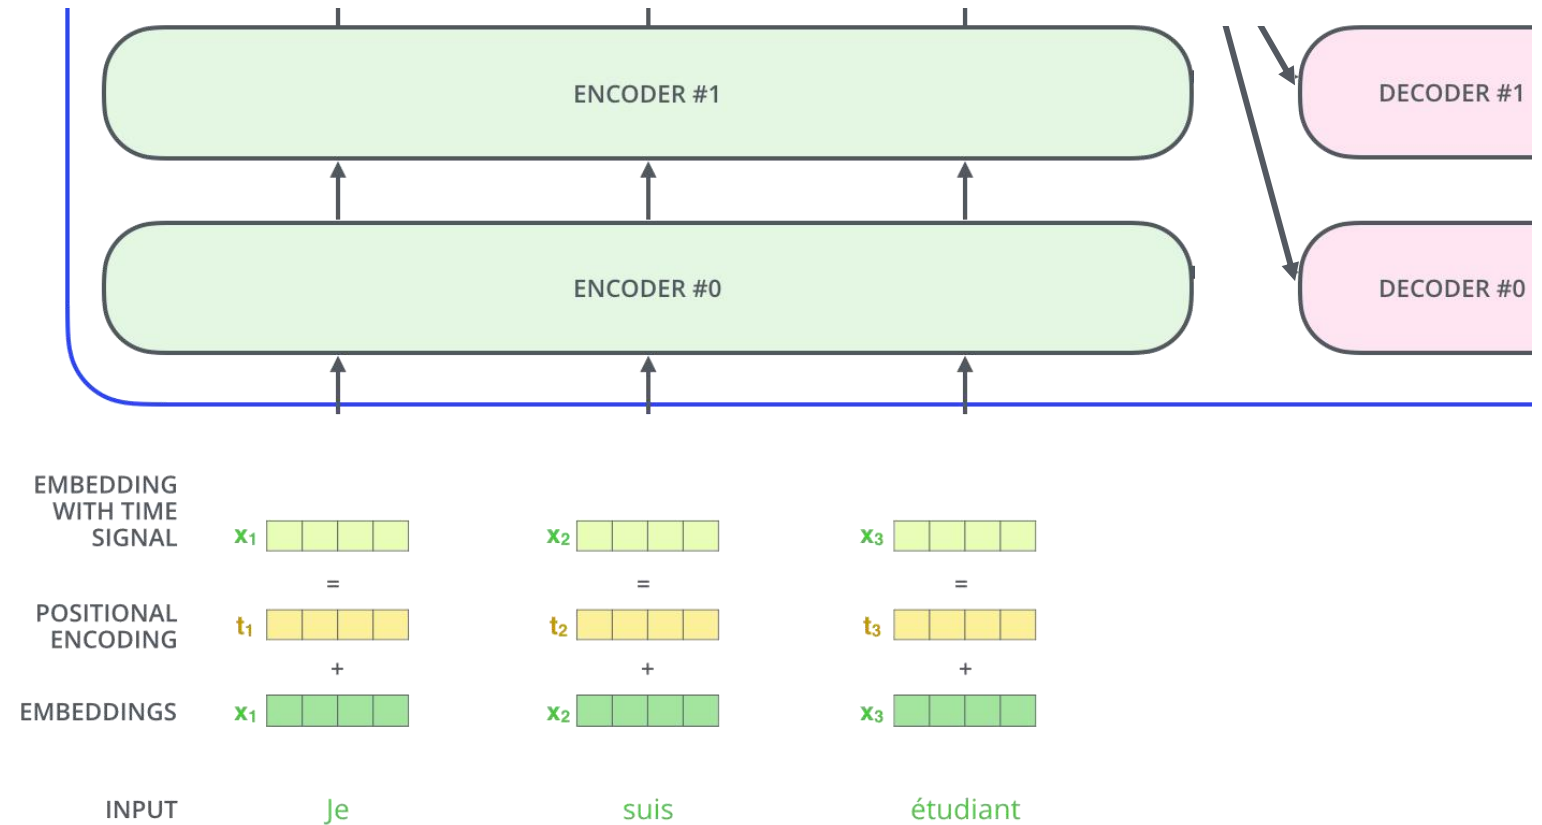 ENCODER #1
DECODER #1
ENCODER #0
DECODER #0
EMBEDDING
WITH TIME
SIGNAL
x₁
x₂
x₃
=
=
=
POSITIONAL
ENCODING
t₁
t₂
t₃
+
+
+
EMBEDDINGS
x₁
x₂
x₃
INPUT
Je
suis
étudiant